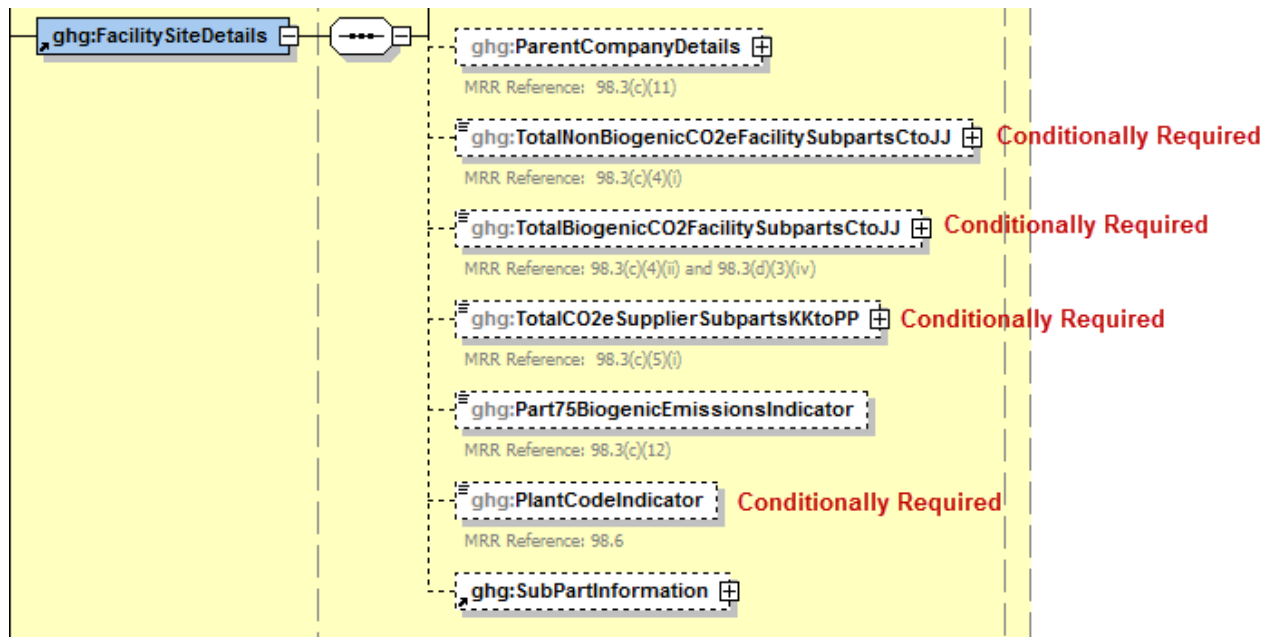 ghg:FacilitySiteDetails
ghg:ParentCompanyDetails
MRR Reference: 98.3(c)(11)
ghg:TotalNonBiogenicCO2eFacilitySubpartsCtoJJ Conditionally Required
MRR Reference: 98.3(c)(4)(i)
ghg:TotalBiogenicCO2FacilitySubpartsCtoJJ Conditionally Required
MRR Reference: 98.3(c)(4)(ii) and 98.3(d)(3)(iv)
ghg:TotalCO2eSupplierSubpartsKKtoPP Conditionally Required
MRR Reference: 98.3(c)(5)(i)
ghg:Part75BiogenicEmissionsIndicator
MRR Reference: 98.3(c)(12)
ghg:PlantCodeIndicator Conditionally Required
MRR Reference: 98.6
ghg:SubPartInformation